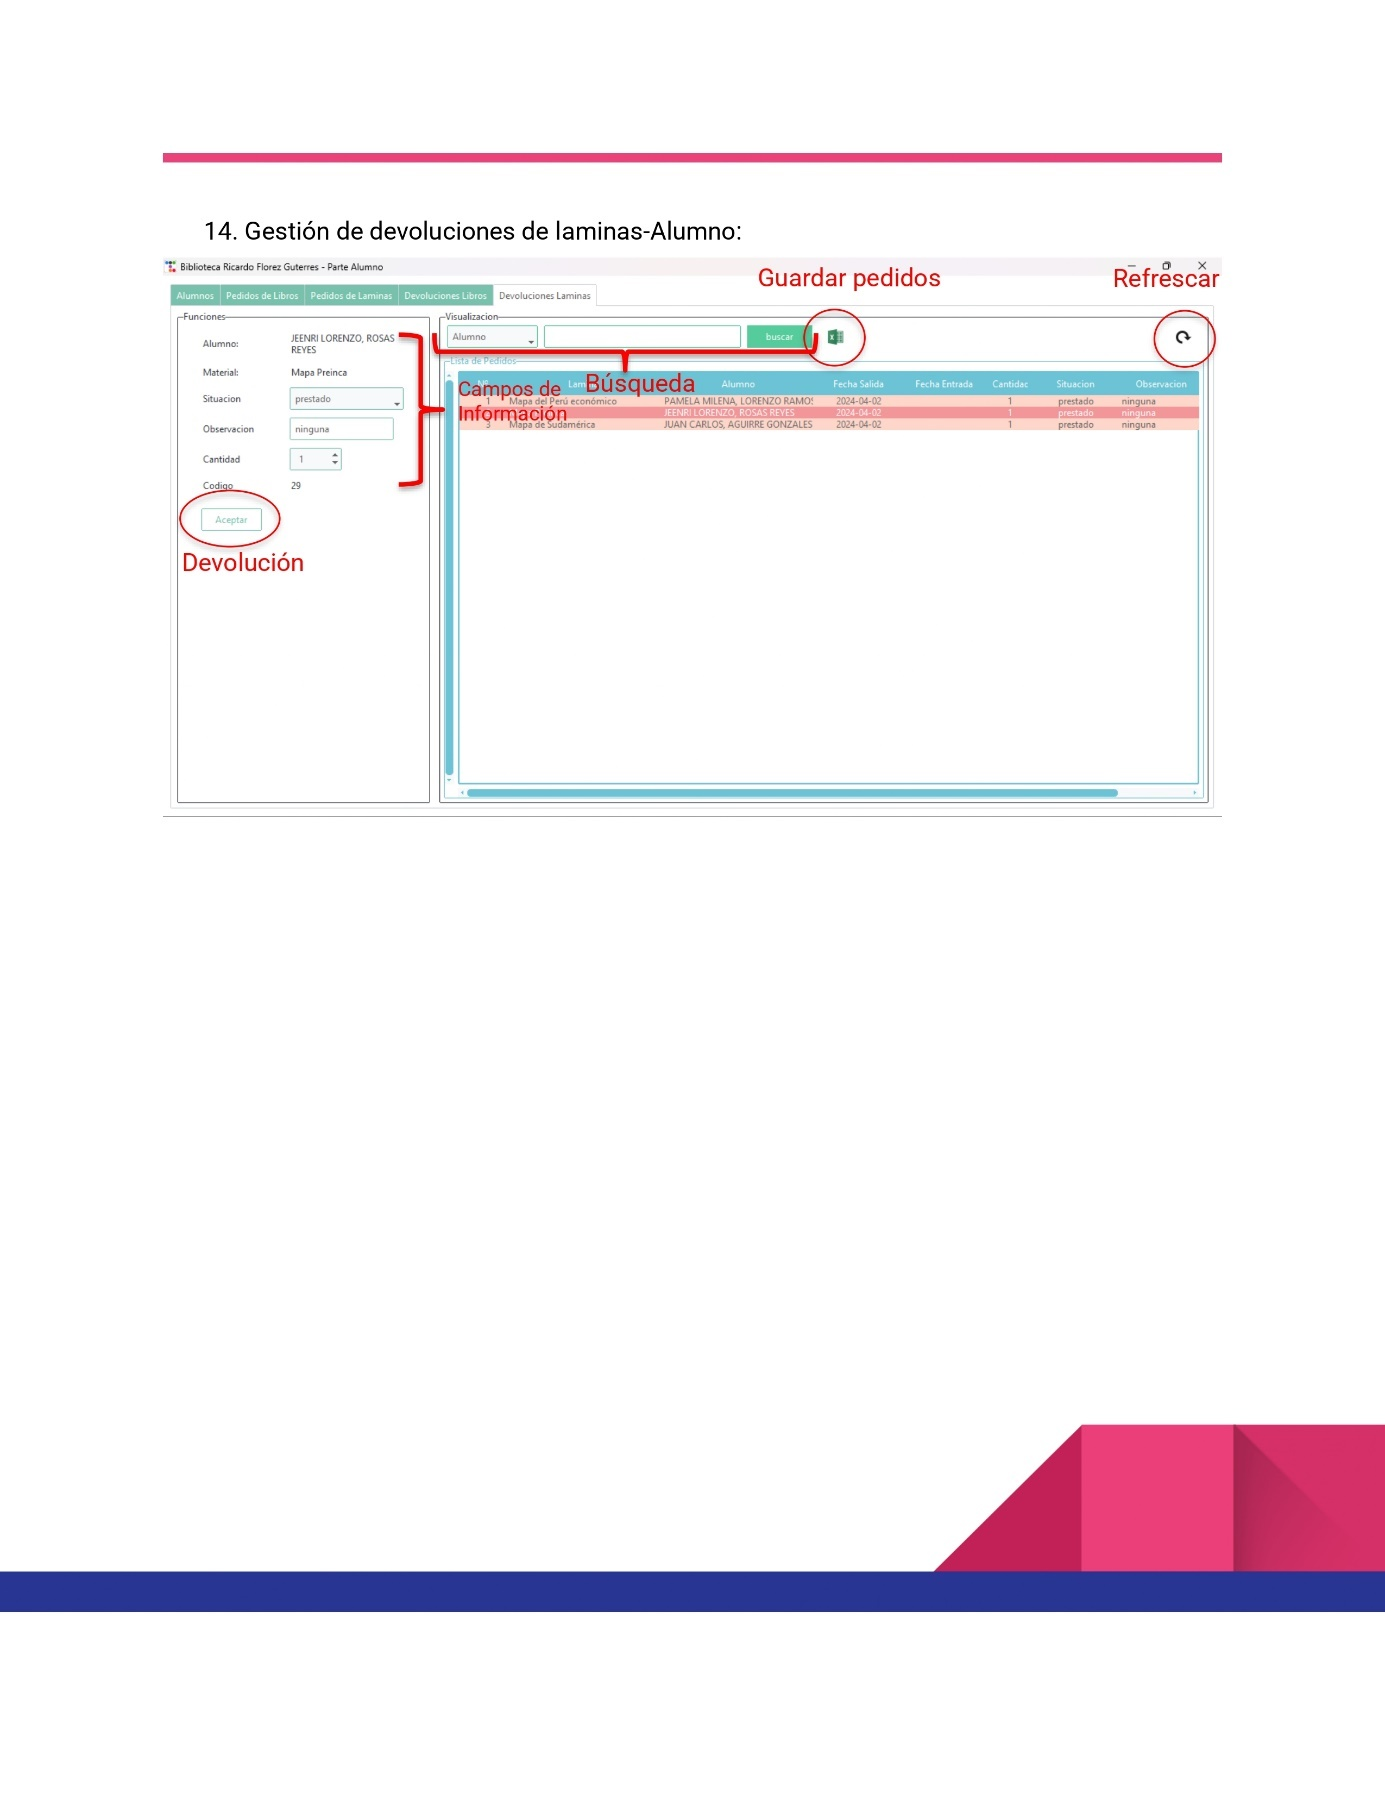 14. Gestión de devoluciones de laminas-Alumno:
Biblioteca Ricardo Florez Guterres - Parte Alumno
Guardar pedidos
Refrescar
Alumnos Pedidos de Libros Pedidos de Laminas Devoluciones Libros Devoluciones Laminas
Funciones
Alumno: JEENRI LORENZO, ROSAS
REYES
Material: Mapa Preinca
Situacion prestado
Observacion ninguna
Cantidad 1
Codigo 29
Aceptar
Devolución
Campos de
Información
Visualizacion
Alumno buscar
Búsqueda
Lista de Pedidos
Alumno Fecha Salida Fecha Entrada Cantidac Situacion Observacion
1 Mapa del Perú económico PAMELA MILENA, LORENZO RAMOS 2024-04-02 1 prestado ninguna
JEENRI LORENZO, ROSAS REYES 2024-04-02 1 prestado ninguna
3 Mapa de Sudamérica JUAN CARLOS, AGUIRRE GONZALES 2024-04-02 1 prestado ninguna